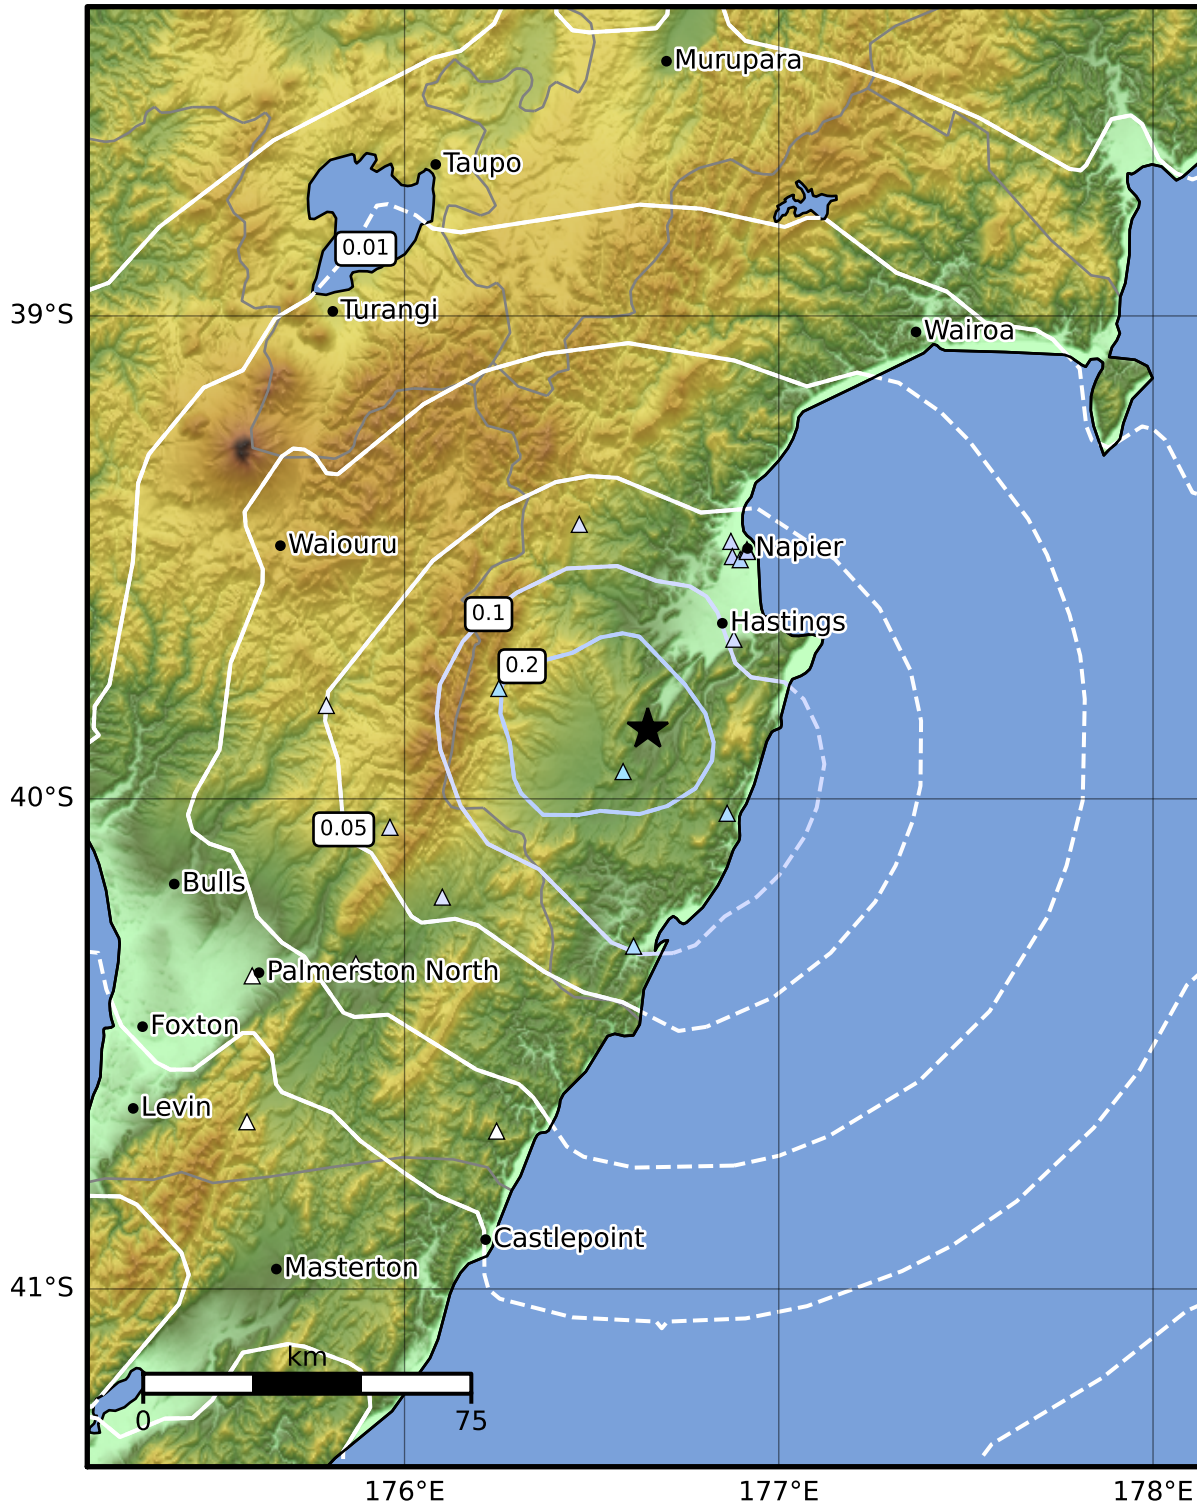 Murupara
Taupo
0.01
Turangi
39°S
Wairoa
Waiouru
Napier
0.1
Hastings
0.2
40°S
0.05
Bulls
Palmerston North
Foxton
Levin
Castlepoint
Masterton
41°S
km
0
75
176°E
177°E
178°E